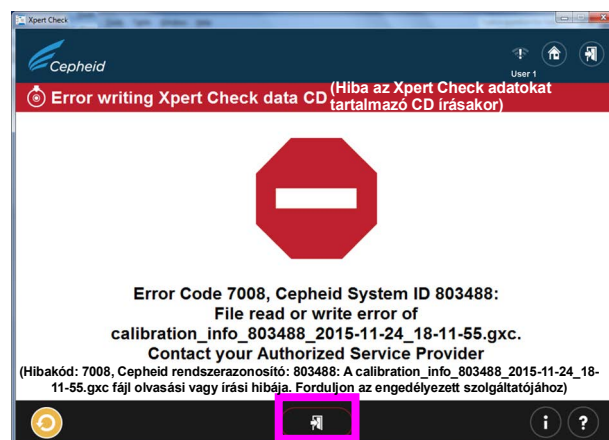 Xpert Check
Cepheid
User 1
Error writing Xpert Check data CD
(Hiba az Xpert Check adatokat
tartalmazó CD írásakor)
Error Code 7008, Cepheid System ID 803488:
File read or write error of
calibration_info_803488_2015-11-24_18-11-55.gxc.
Contact your Authorized Service Provider
(Hibakód: 7008, Cepheid rendszerazonosító: 803488: A calibration_info_803488_2015-11-24_18-
11-55.gxc fájl olvasási vagy írási hibája. Forduljon az engedélyezett szolgáltatójához)
i ?